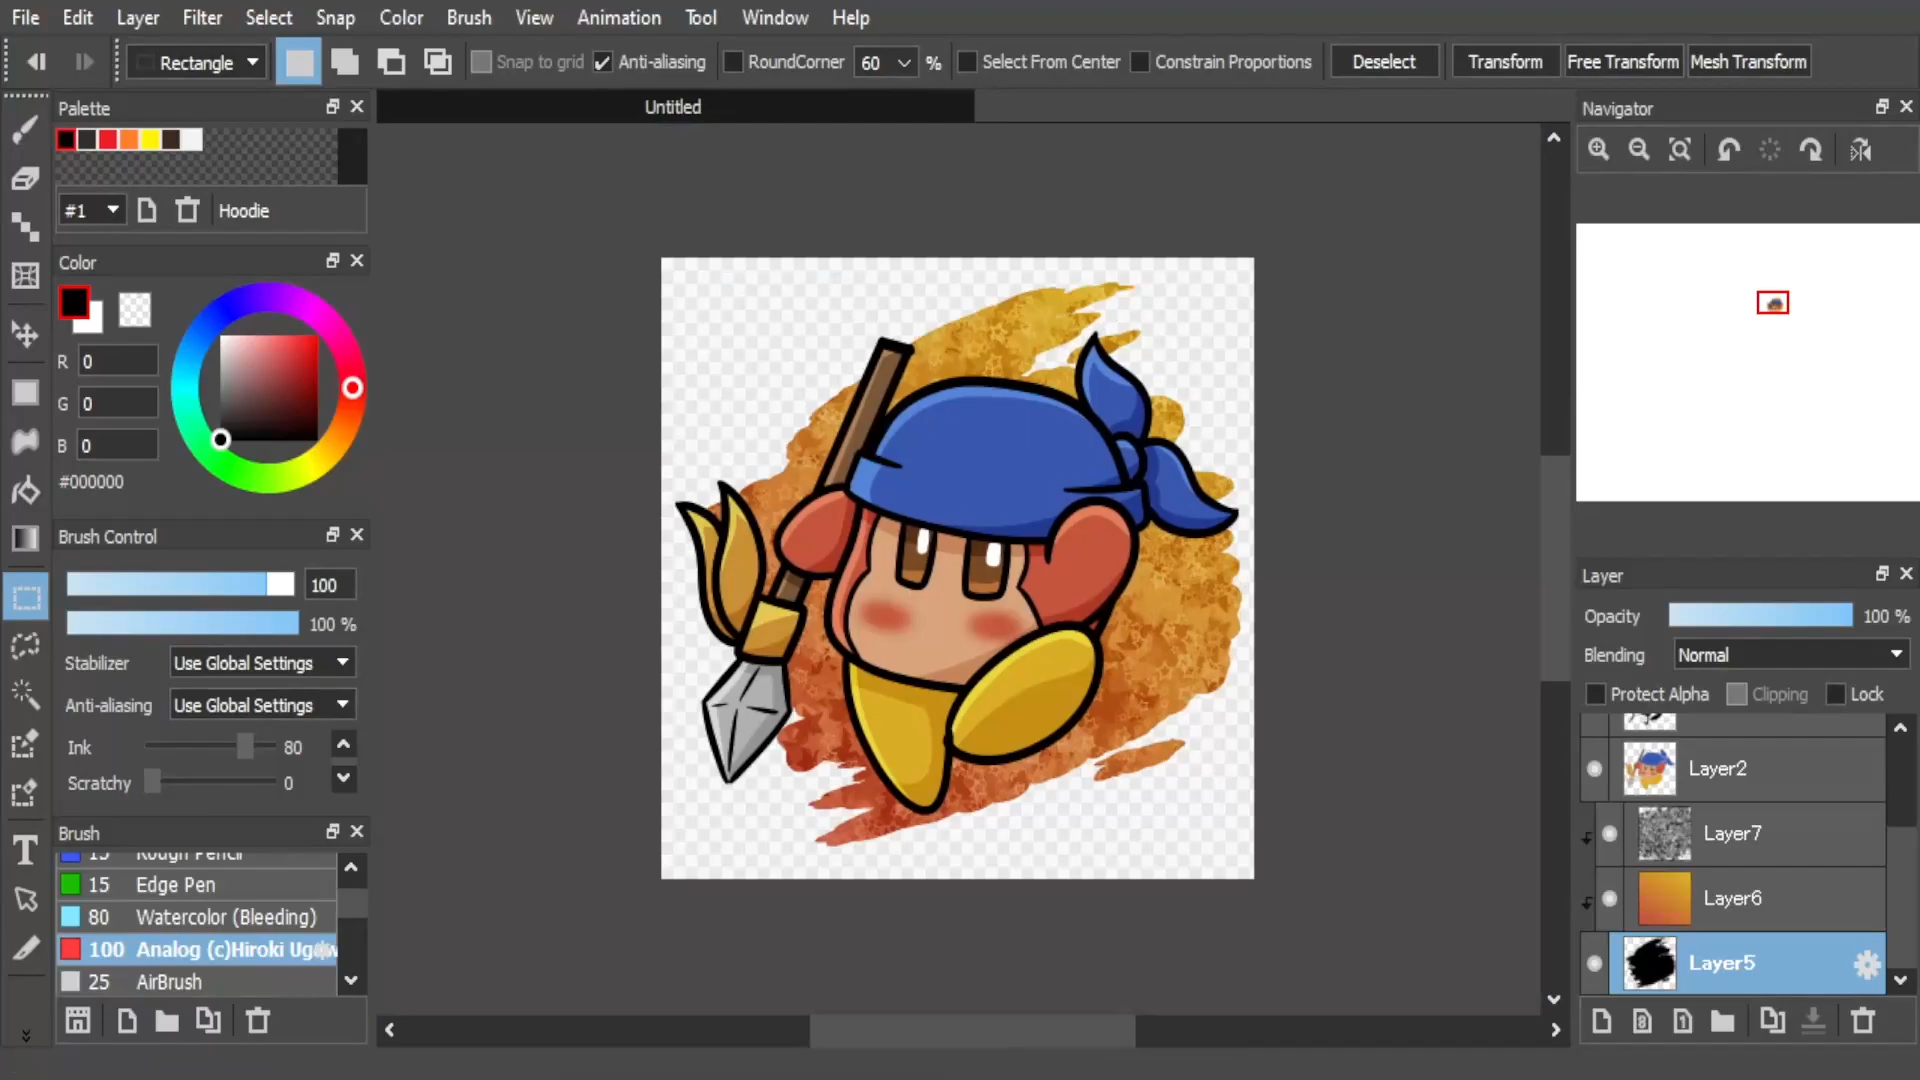 File Edit Layer Filter Select Snap Color Brush View Animation Tool Window Help
Rectangle Snap to grid Anti-aliasing RoundCorner 60 % Select From Center Constrain Proportions Deselect Transform Free Transform Mesh Transform
Palette
Untitled
Navigator
#1 Hoodie
Color
R 0
G 0
B 0
#000000
Brush Control
100
100 %
Stabilizer Use Global Settings
Anti-aliasing Use Global Settings
Ink 80
Scratchy 0
Brush
15 Rough Pencil
15 Edge Pen
80 Watercolor (Bleeding)
100 Analog (c)Hiroki
25 AirBrush
Layer
Opacity 100 %
Blending Normal
Protect Alpha Clipping Lock
Layer2
Layer7
Layer6
Layer5
8
1